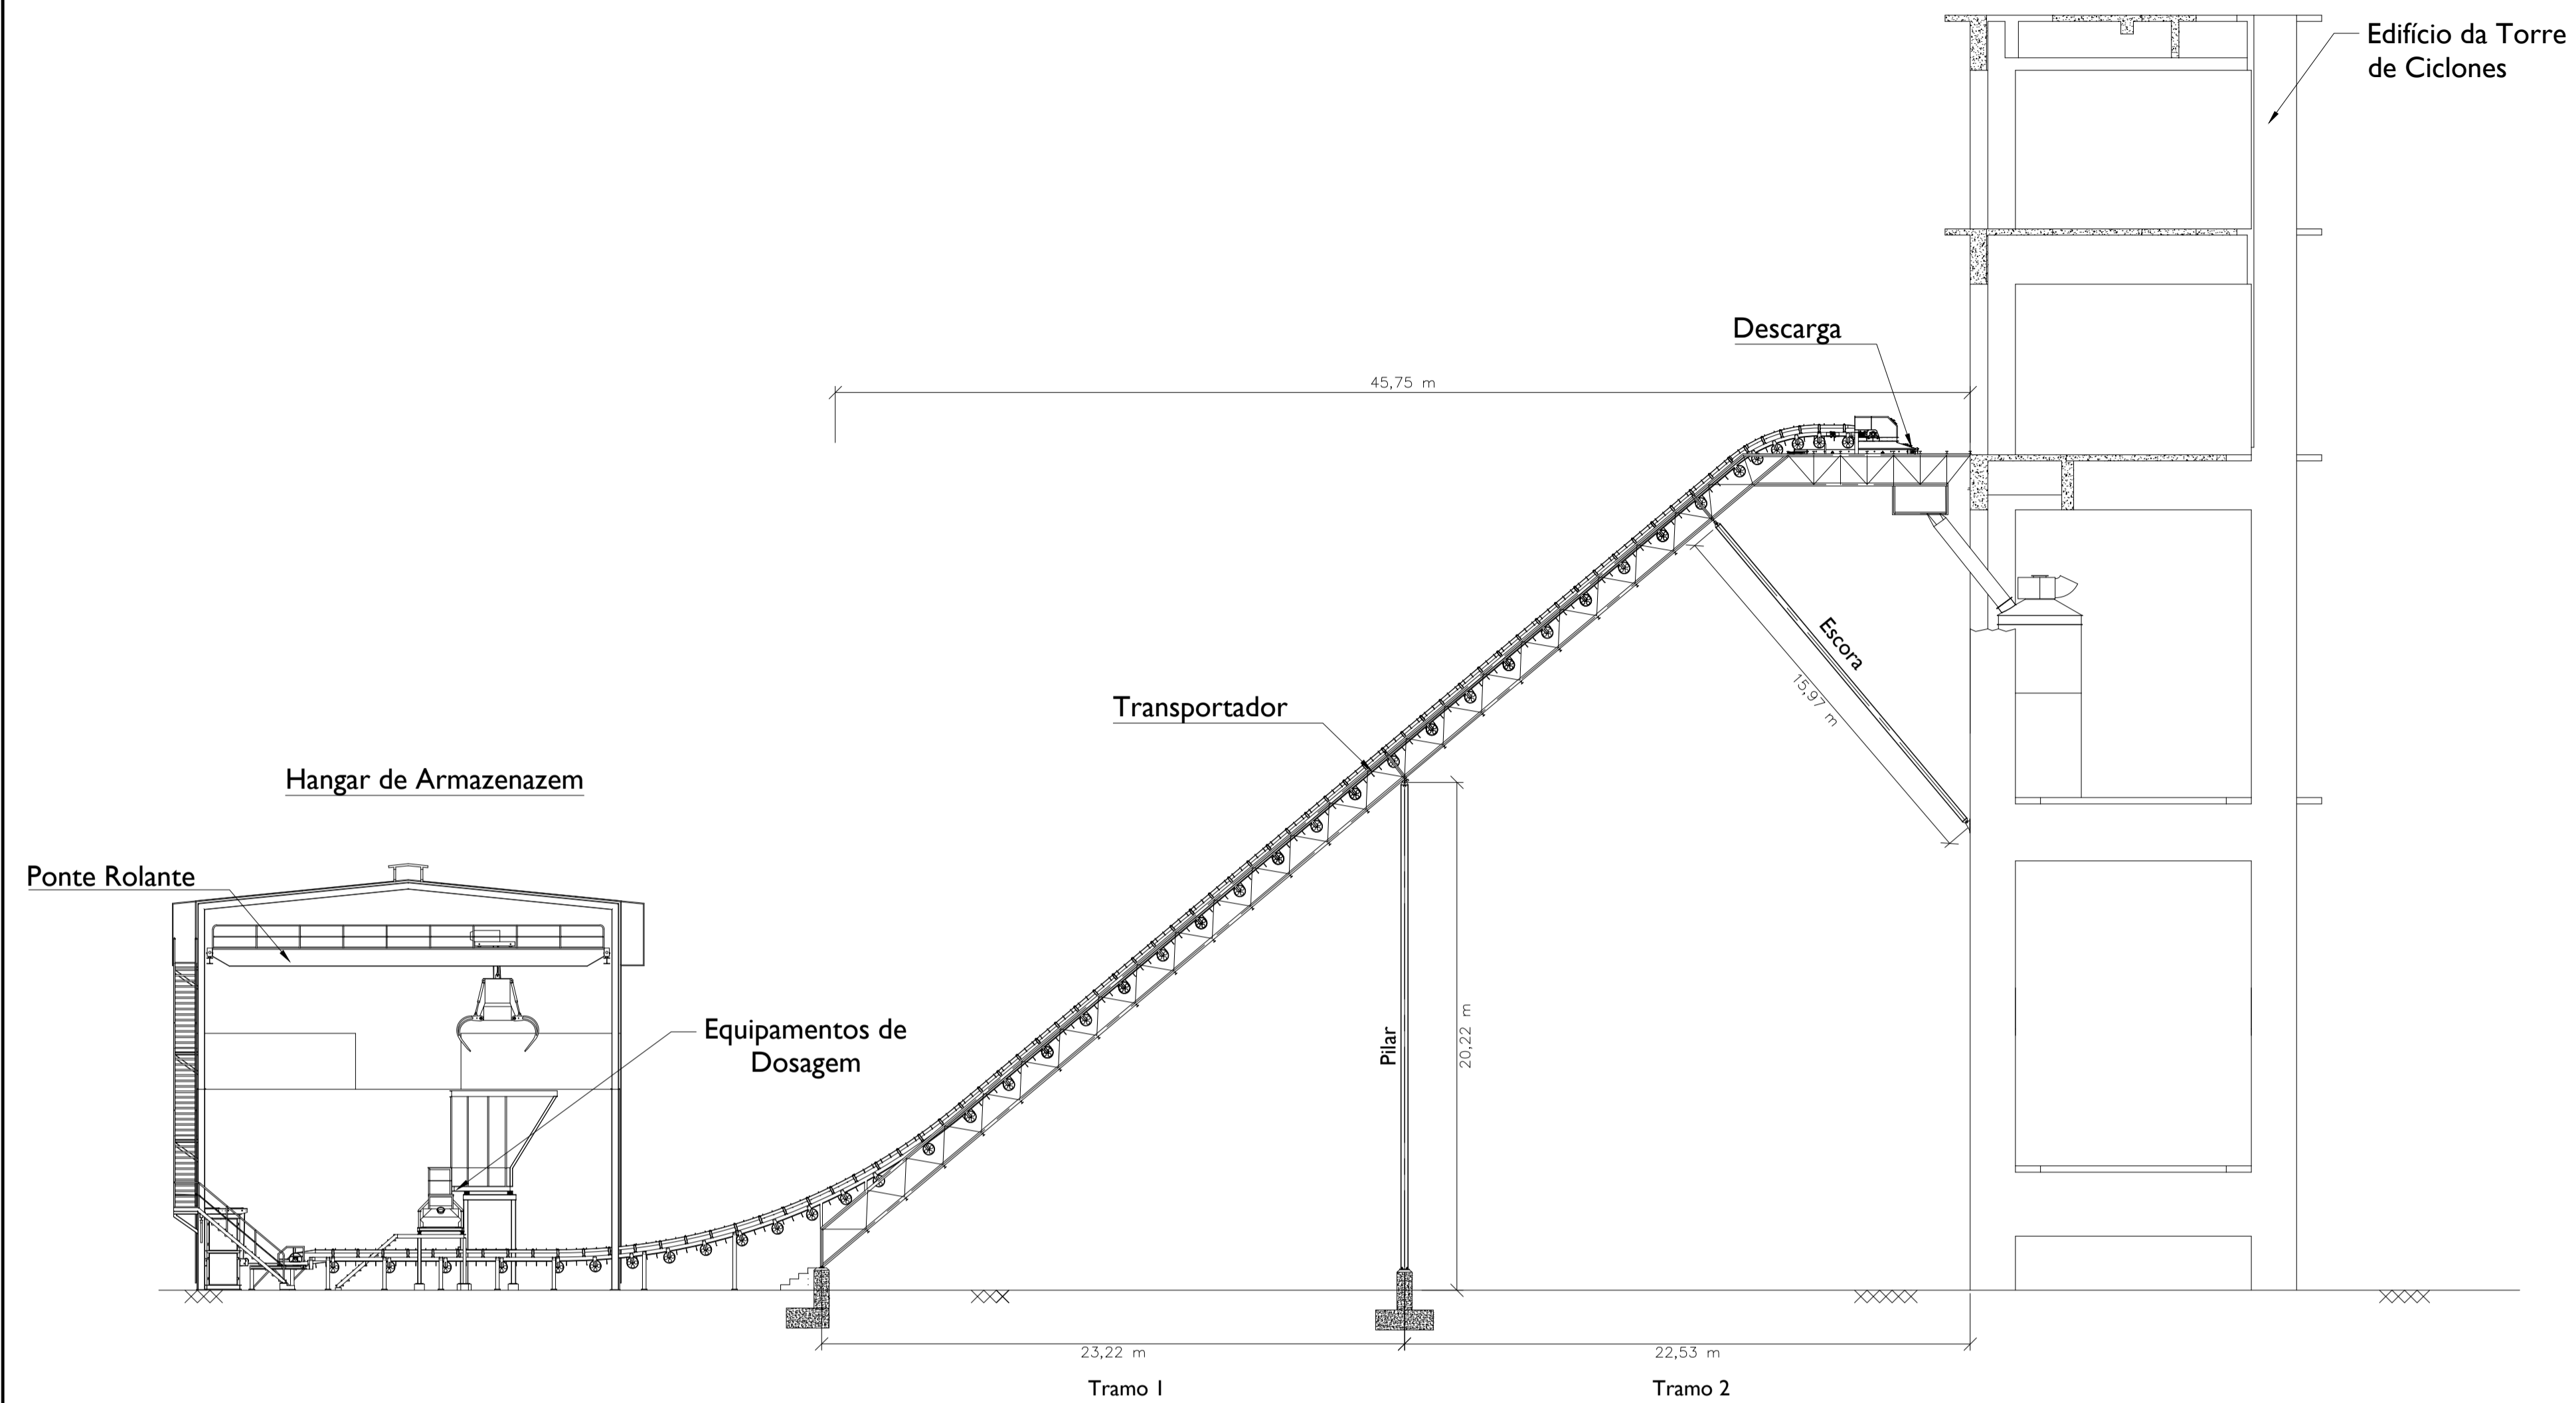 Edifício da Torre
de Ciclones
Descarga
45,75 m
Escora
15,97 m
Transportador
Hangar de Armazenazem
Ponte Rolante
Equipamentos de
Dosagem
Pilar
20,22 m
23,22 m
22,53 m
Tramo 1
Tramo 2